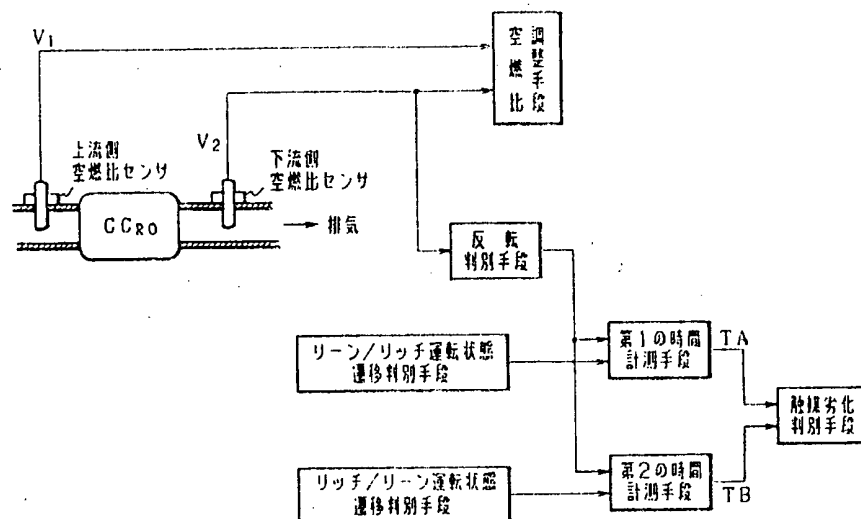 V1
空燃比
調整手段
V2
上流側
空燃比センサ
下流側
空燃比センサ
CCRO
排気
反転
判別手段
リーン/リッチ運転状態
遷移判別手段
第1の時間
計測手段
TA
触媒劣化
判別手段
リッチ/リーン運転状態
遷移判別手段
第2の時間
計測手段
TB